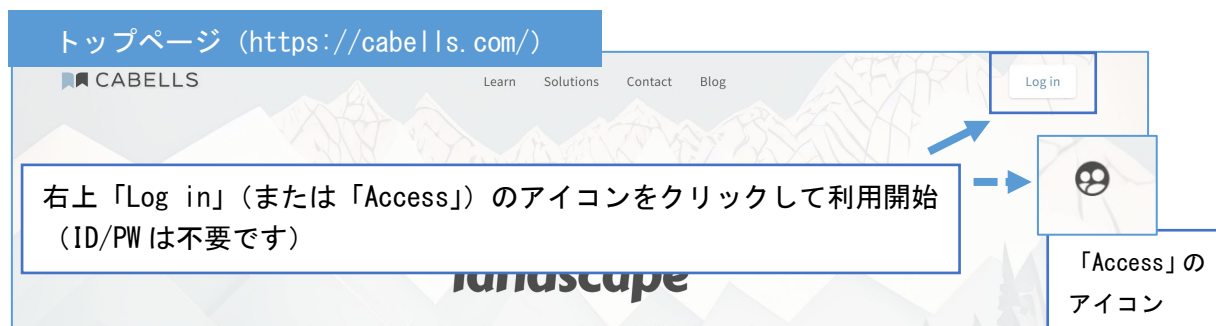 トップページ（https://cabells.com/）
CABELLS
Learn Solutions Contact Blog
Log in
右上「Log in」（または「Access」）のアイコンをクリックして利用開始
（ID/PWは不要です）
landscape
「Access」の
アイコン